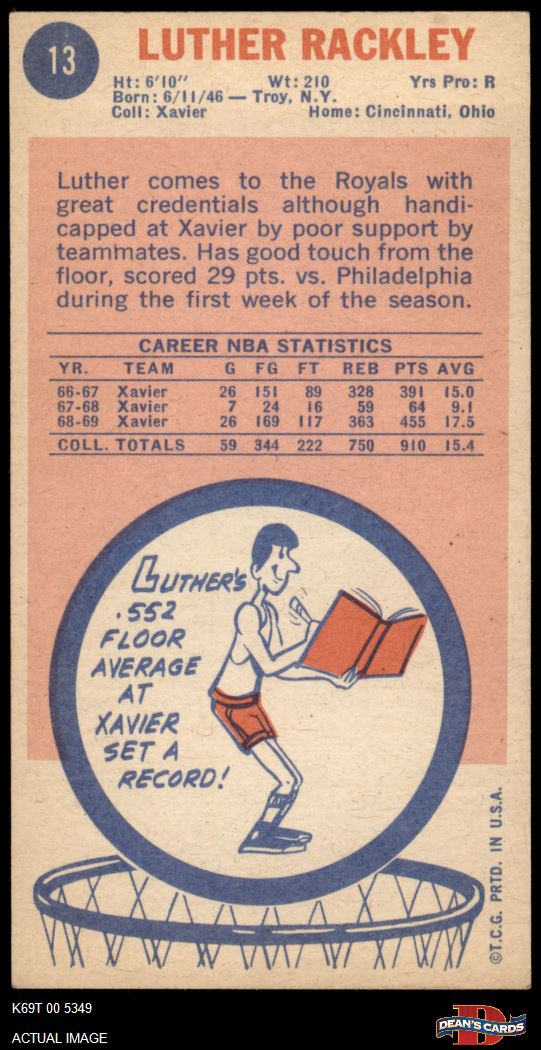 13
LUTHER RACKLEY
Ht: 6'10" Wt: 210 Yrs Pro: R
Born: 6/11/46 — Troy, N.Y.
Coll: Xavier Home: Cincinnati, Ohio
Luther comes to the Royals with
great credentials although handi-
capped at Xavier by poor support by
teammates. Has good touch from the
floor, scored 29 pts. vs. Philadelphia
during the first week of the season.
CAREER NBA STATISTICS
YR. TEAM G FG FT REB PTS AVG
66-67 Xavier 26 151 89 328 391 15.0
67-68 Xavier 7 24 16 59 64 9.1
68-69 Xavier 26 169 117 363 455 17.5
COLL. TOTALS 59 344 222 750 910 15.4
LUTHER'S
.552
FLOOR
AVERAGE
AT
XAVIER
SET A
RECORD!
©T.C.G. PRTD. IN U.S.A.
K69T 00 5349
ACTUAL IMAGE
D
DEAN'S CARDS